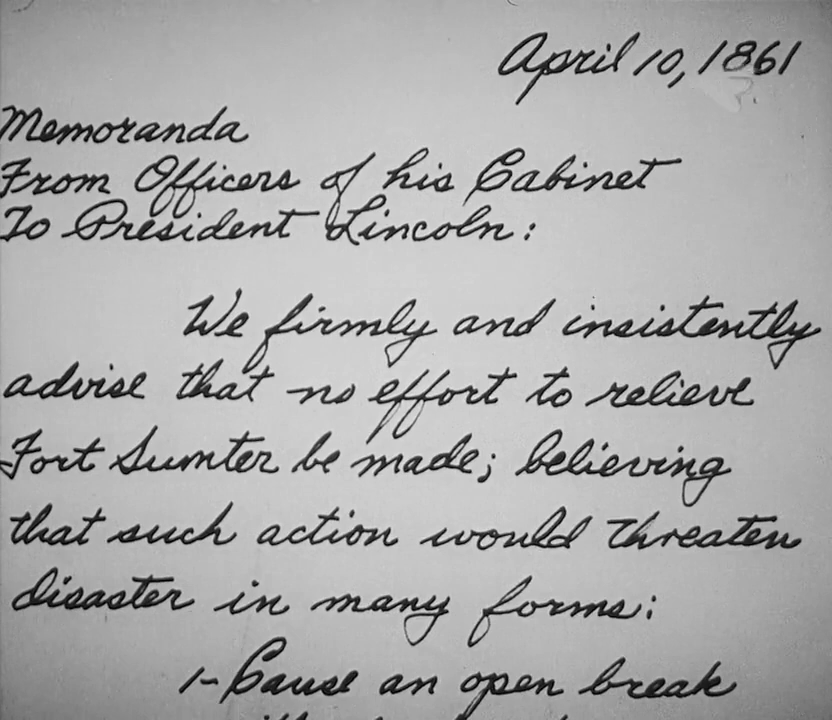 April 10, 1861
Memoranda
From Officers of his Cabinet
To President Lincoln:
We firmly and insistently
advise that no effort to relieve
Fort Sumter be made; believing
that such action would threaten
disaster in many forms:
1- Cause an open break